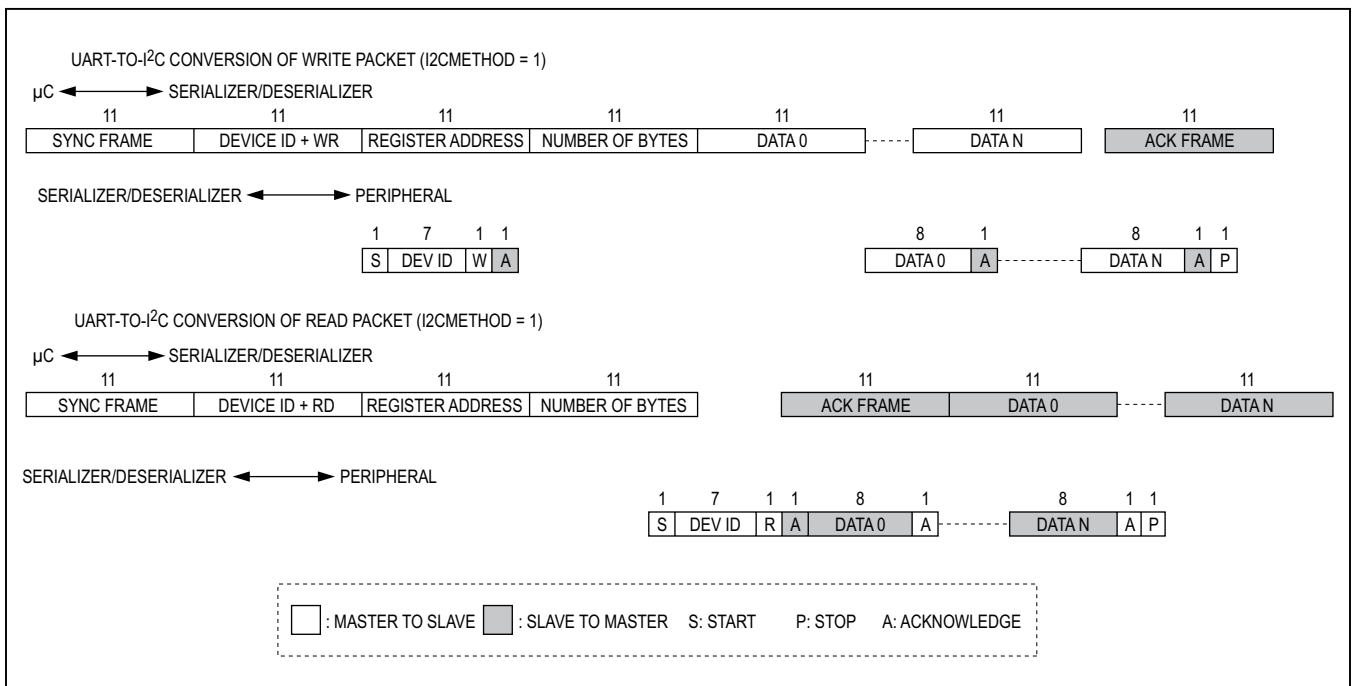 UART-TO-I2C CONVERSION OF WRITE PACKET (I2CMETHOD = 1)
µC SERIALIZER/DESERIALIZER
11 11 11 11 11 11 11
SYNC FRAME DEVICE ID + WR REGISTER ADDRESS NUMBER OF BYTES DATA 0 DATA N ACK FRAME
SERIALIZER/DESERIALIZER PERIPHERAL
1 7 1 1 8 1 8 1 1
S DEV ID W A DATA 0 A DATA N A P
UART-TO-I2C CONVERSION OF READ PACKET (I2CMETHOD = 1)
µC SERIALIZER/DESERIALIZER
11 11 11 11 11 11 11
SYNC FRAME DEVICE ID + RD REGISTER ADDRESS NUMBER OF BYTES ACK FRAME DATA 0 DATA N
SERIALIZER/DESERIALIZER PERIPHERAL
1 7 1 1 8 1 8 1 1
S DEV ID R A DATA 0 A DATA N A P
: MASTER TO SLAVE : SLAVE TO MASTER S: START P: STOP A: ACKNOWLEDGE